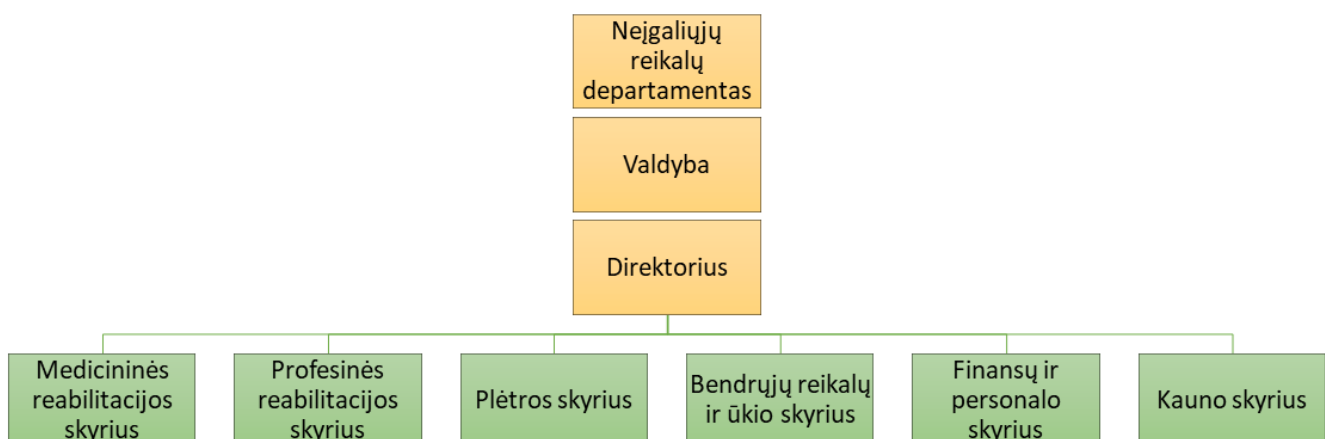 Neįgaliųjų
reikalų
departamentas
Valdyba
Direktorius
Medicininės
reabilitacijos
skyrius
Profesinės
reabilitacijos
skyrius
Plėtros skyrius
Bendrųjų reikalų
ir ūkio skyrius
Finansų ir
personalo
skyrius
Kauno skyrius